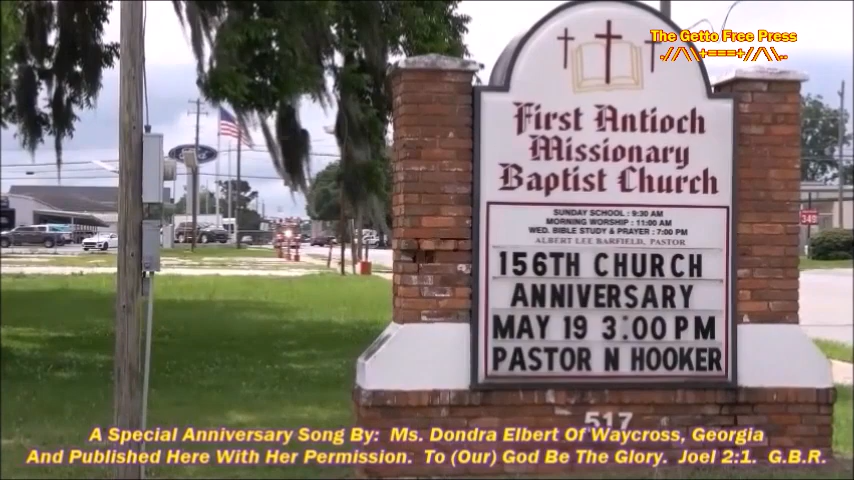 The Getto Free Press
../\\+===+//\..
Ford
First Antioch
Missionary
Baptist Church
SUNDAY SCHOOL : 9:30 AM
MORNING WORSHIP : 11:00 AM
WED. BIBLE STUDY & PRAYER : 7:00 PM
ALBERT LEE BARFIELD, PASTOR
156TH CHURCH
ANNIVERSARY
MAY 19 3:00 PM
PASTOR N HOOKER
349
517
A Special Anniversary Song By: Ms. Dondra Elbert Of Waycross, Georgia
And Published Here With Her Permission. To (Our) God Be The Glory. Joel 2:1. G.B.R.